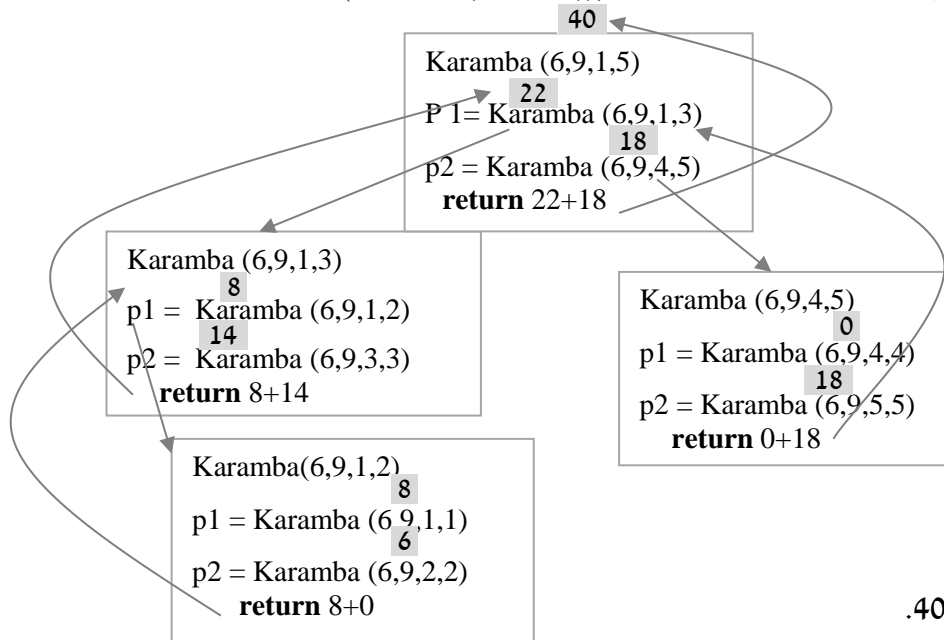 40
Karamba (6,9,1,5)
22
P 1= Karamba (6,9,1,3)
18
p2 = Karamba (6,9,4,5)
return 22+18
Karamba (6,9,1,3)
8
p1 = Karamba (6,9,1,2)
14
p2 = Karamba (6,9,3,3)
return 8+14
Karamba (6,9,4,5)
0
p1 = Karamba (6,9,4,4)
18
p2 = Karamba (6,9,5,5)
return 0+18
Karamba(6,9,1,2)
8
p1 = Karamba (6,9,1,1)
6
p2 = Karamba (6,9,2,2)
return 8+0
.40